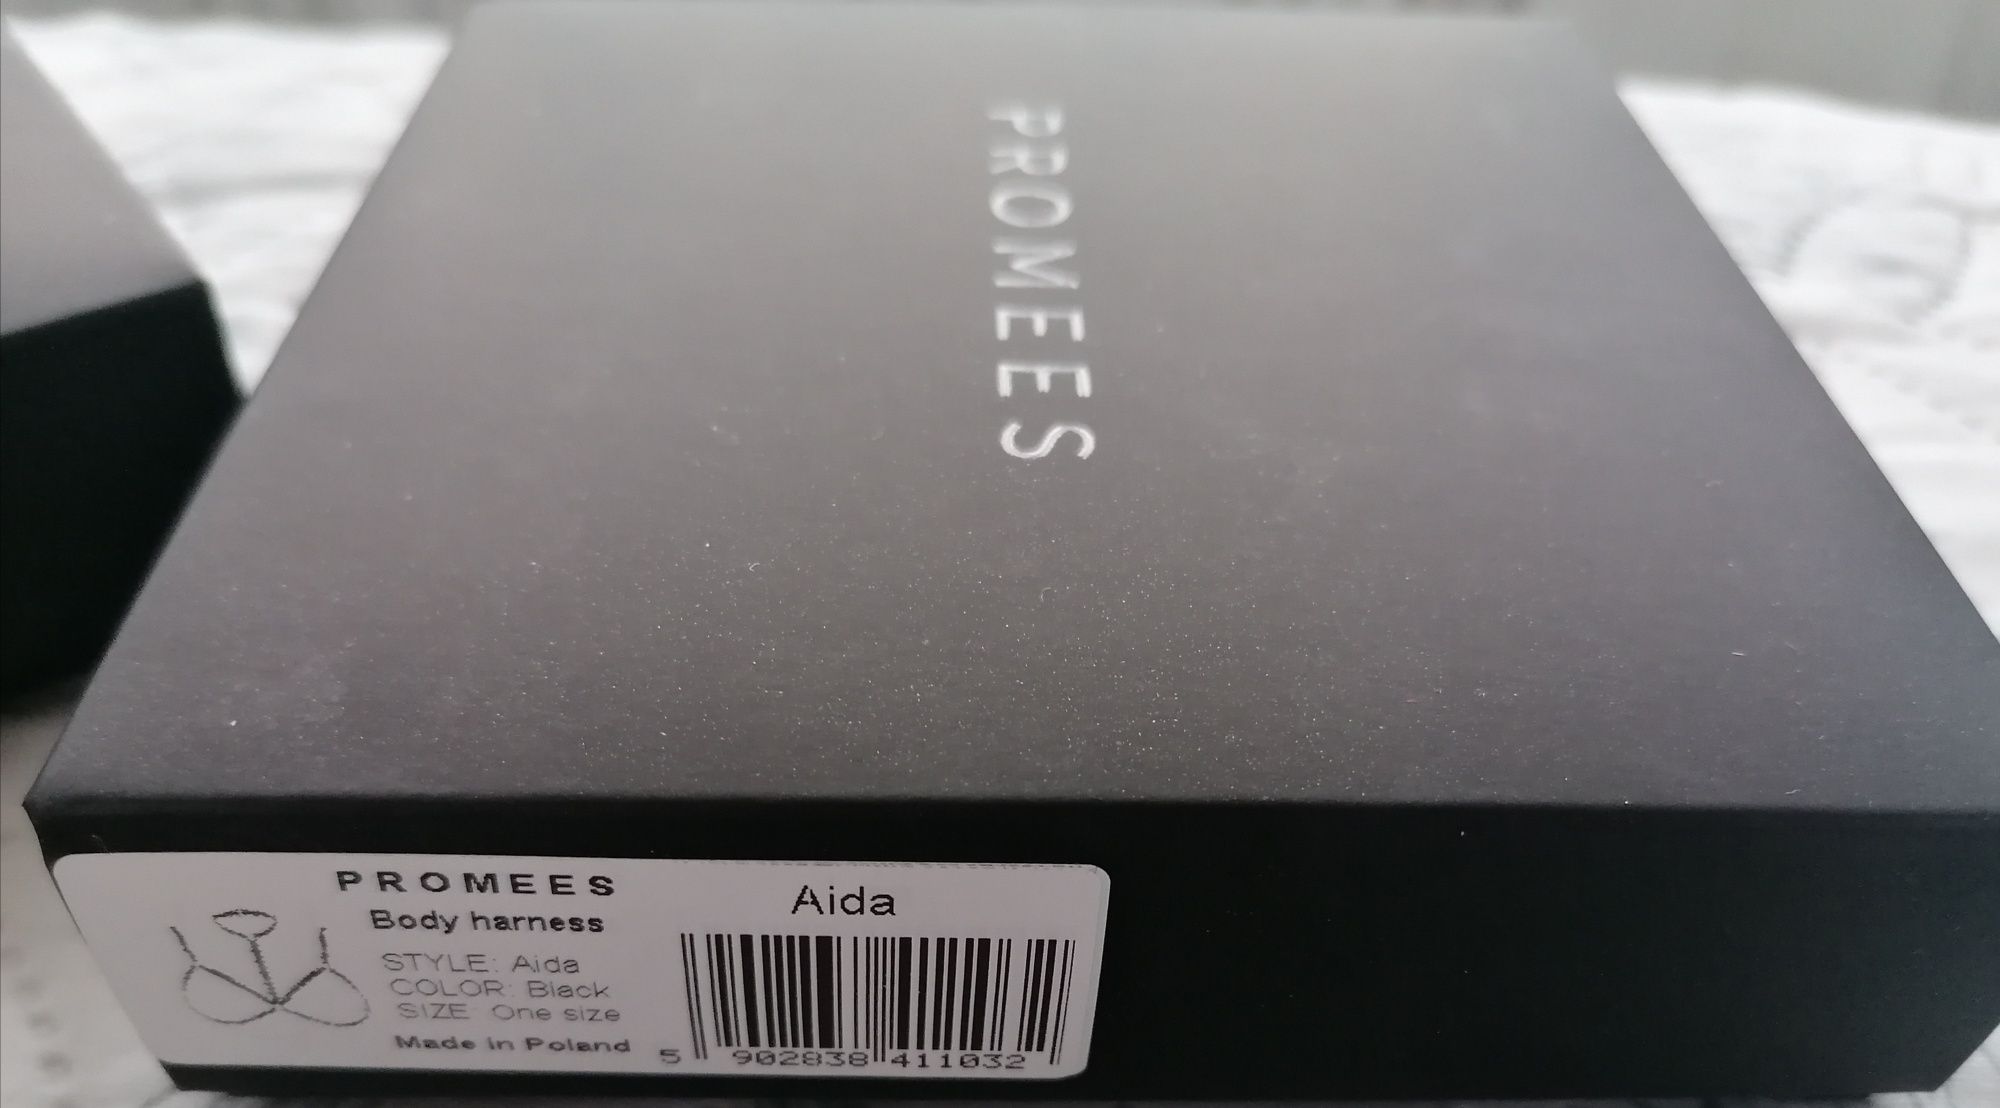 PROMEES
PROMEES
Body harness
STYLE: Aida
COLOR: Black
SIZE: One size
Made in Poland
Aida
5 902838 411032